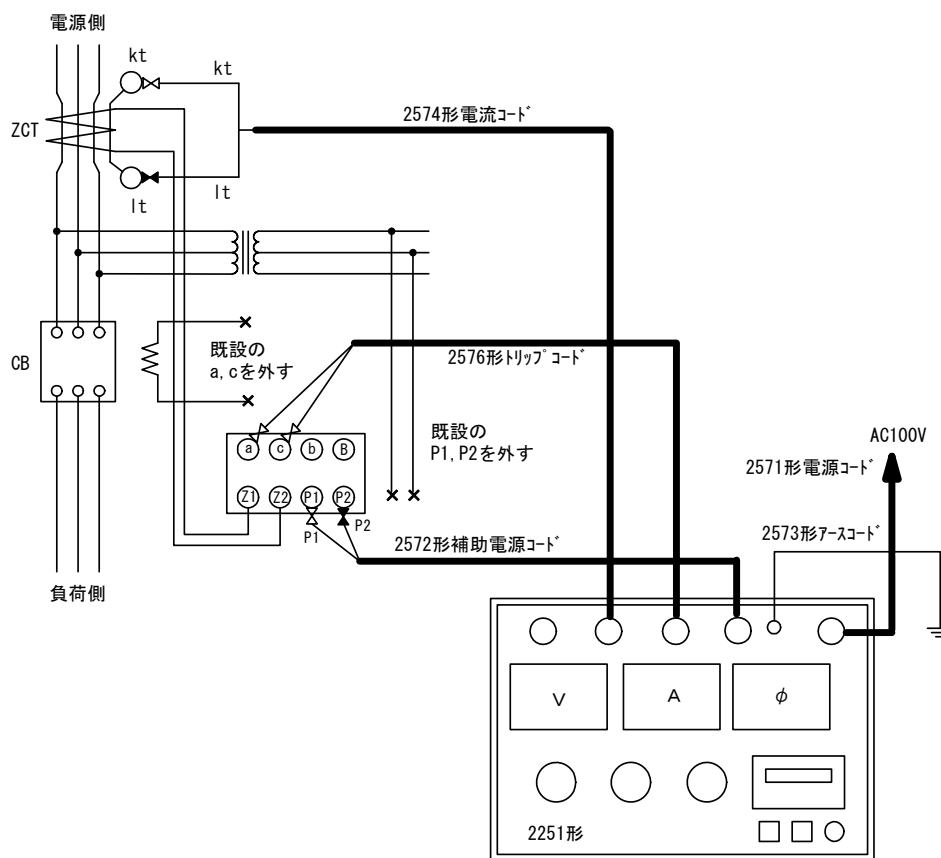 電源側
kt
kt
ZCT
2574形電流コード
lt
lt
CB
既設の
a,cを外す
2576形トリップコード
既設の
P1,P2を外す
AC100V
2571形電源コード
a
c
b
B
Z1
Z2
P1
P2
P1
P2
2573形アースコード
2572形補助電源コード
負荷側
V
A
φ
2251形